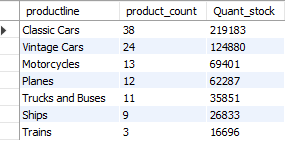 productline product_count Quant_stock
Classic Cars 38 219183
Vintage Cars 24 124880
Motorcycles 13 69401
Planes 12 62287
Trucks and Buses 11 35851
Ships 9 26833
Trains 3 16696